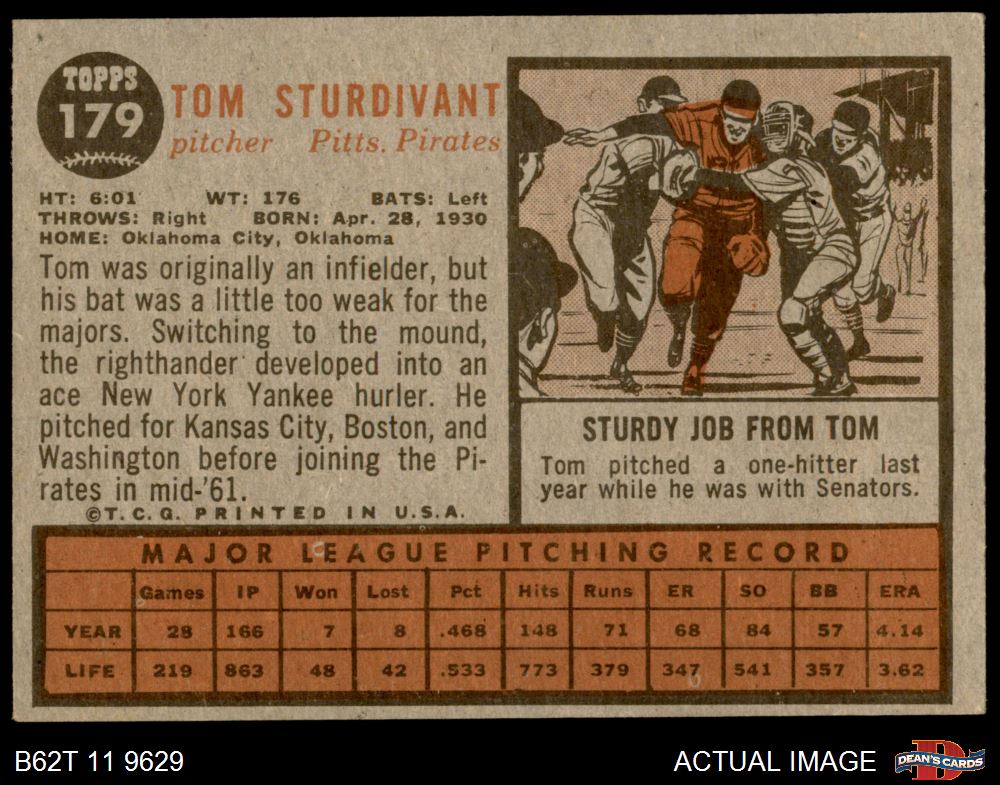 TOPPS
179
TOM STURDIVANT
pitcher Pitts. Pirates
HT: 6:01 WT: 176 BATS: Left
THROWS: Right BORN: Apr. 28, 1930
HOME: Oklahoma City, Oklahoma
Tom was originally an infielder, but
his bat was a little too weak for the
majors. Switching to the mound,
the righthander developed into an
ace New York Yankee hurler. He
pitched for Kansas City, Boston, and
Washington before joining the Pi-
rates in mid-'61.
©T.C.G. PRINTED IN U.S.A.
STURDY JOB FROM TOM
Tom pitched a one-hitter last
year while he was with Senators.
MAJOR LEAGUE PITCHING RECORD
Games IP Won Lost Pct Hits Runs ER SO BB ERA
YEAR 28 166 7 8 .468 148 71 68 84 57 4.14
LIFE 219 863 48 42 .533 773 379 347 541 357 3.62
B62T 11 9629 ACTUAL IMAGE DEAN'S CARDS